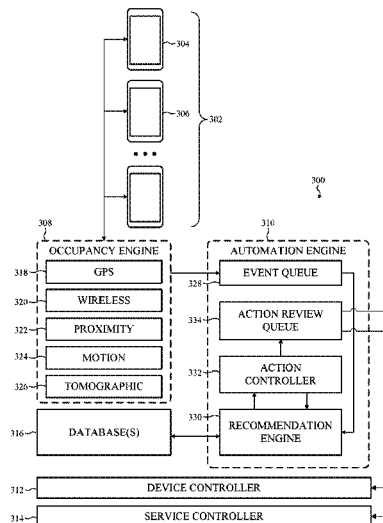 304
306
302
300
308
310
OCCUPANCY ENGINE
AUTOMATION ENGINE
318
GPS
EVENT QUEUE
328
320
WIRELESS
334
ACTION REVIEW
QUEUE
322
PROXIMITY
324
MOTION
332
ACTION
CONTROLLER
326
TOMOGRAPHIC
316
DATABASE(S)
330
RECOMMENDATION
ENGINE
312
DEVICE CONTROLLER
314
SERVICE CONTROLLER